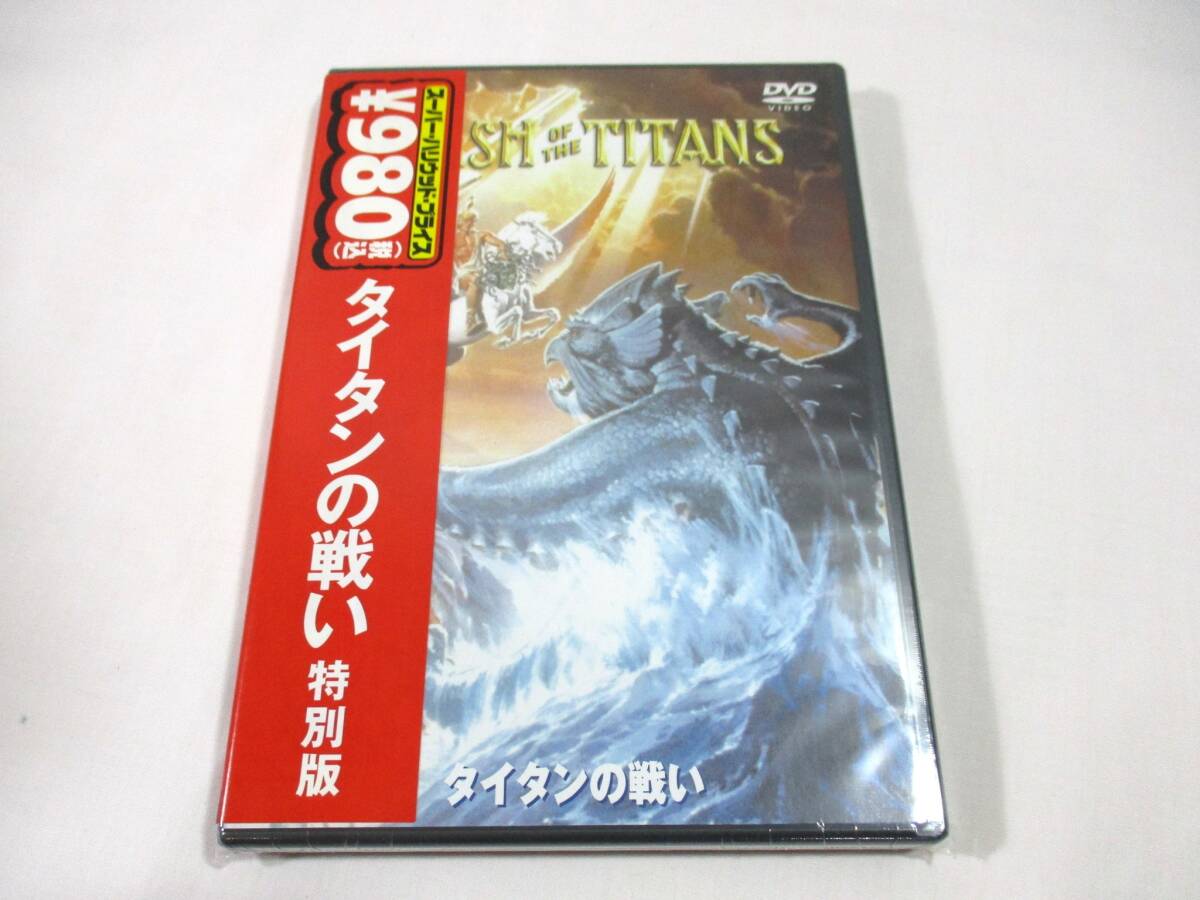 スーパー・ハリウッド・プライス
¥980
(税込)
タイタンの戦い
特別版
DVD
VIDEO
SH OF THE TITANS
タイタンの戦い